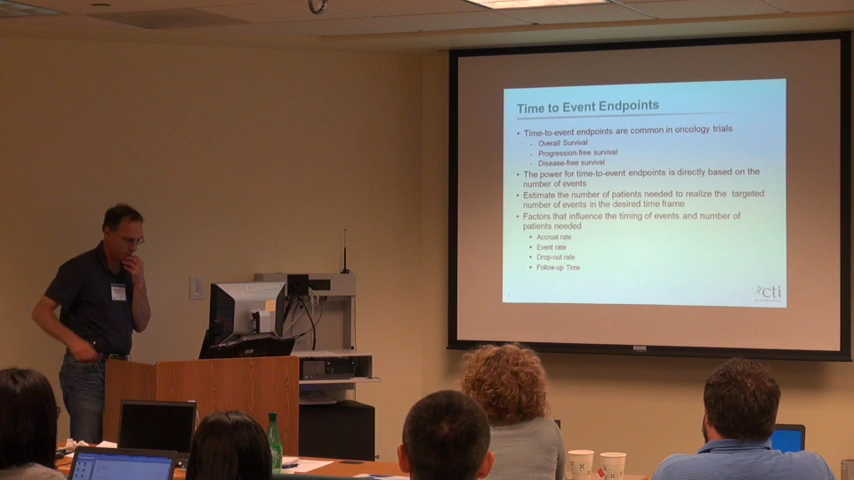 Time to Event Endpoints
• Time-to-event endpoints are common in oncology trials
- Overall Survival
- Progression-free survival
- Disease-free survival
• The power for time-to-event endpoints is directly based on the
number of events
• Estimate the number of patients needed to realize the targeted
number of events in the desired time frame
• Factors that influence the timing of events and number of
patients needed
• Accrual rate
• Event rate
• Drop-out rate
• Follow-up Time
cti